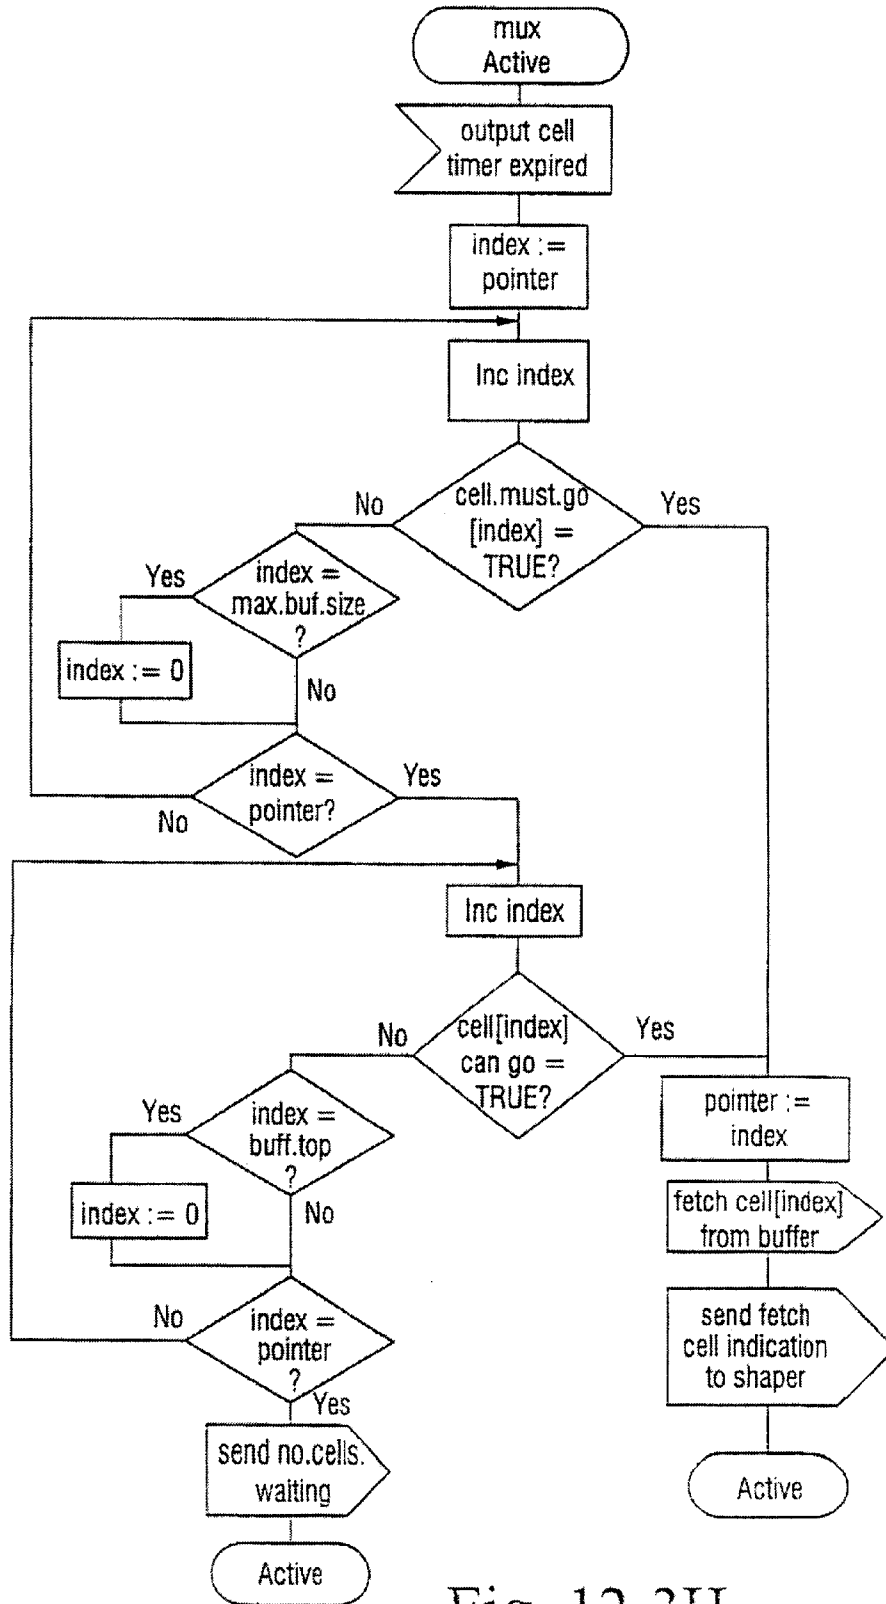 mux
Active
output cell
timer expired
index :=
pointer
Inc index
cell.must.go
[index] =
TRUE?
No
Yes
index =
max.buf.size
?
Yes
index := 0
No
index =
pointer?
Yes
No
Inc index
cell[index]
can go =
TRUE?
No
Yes
index =
buff.top
?
Yes
index := 0
No
index =
pointer
?
No
Yes
send no.cells.
waiting
Active
pointer :=
index
fetch cell[index]
from buffer
send fetch
cell indication
to shaper
Active
Fig. 12.3H